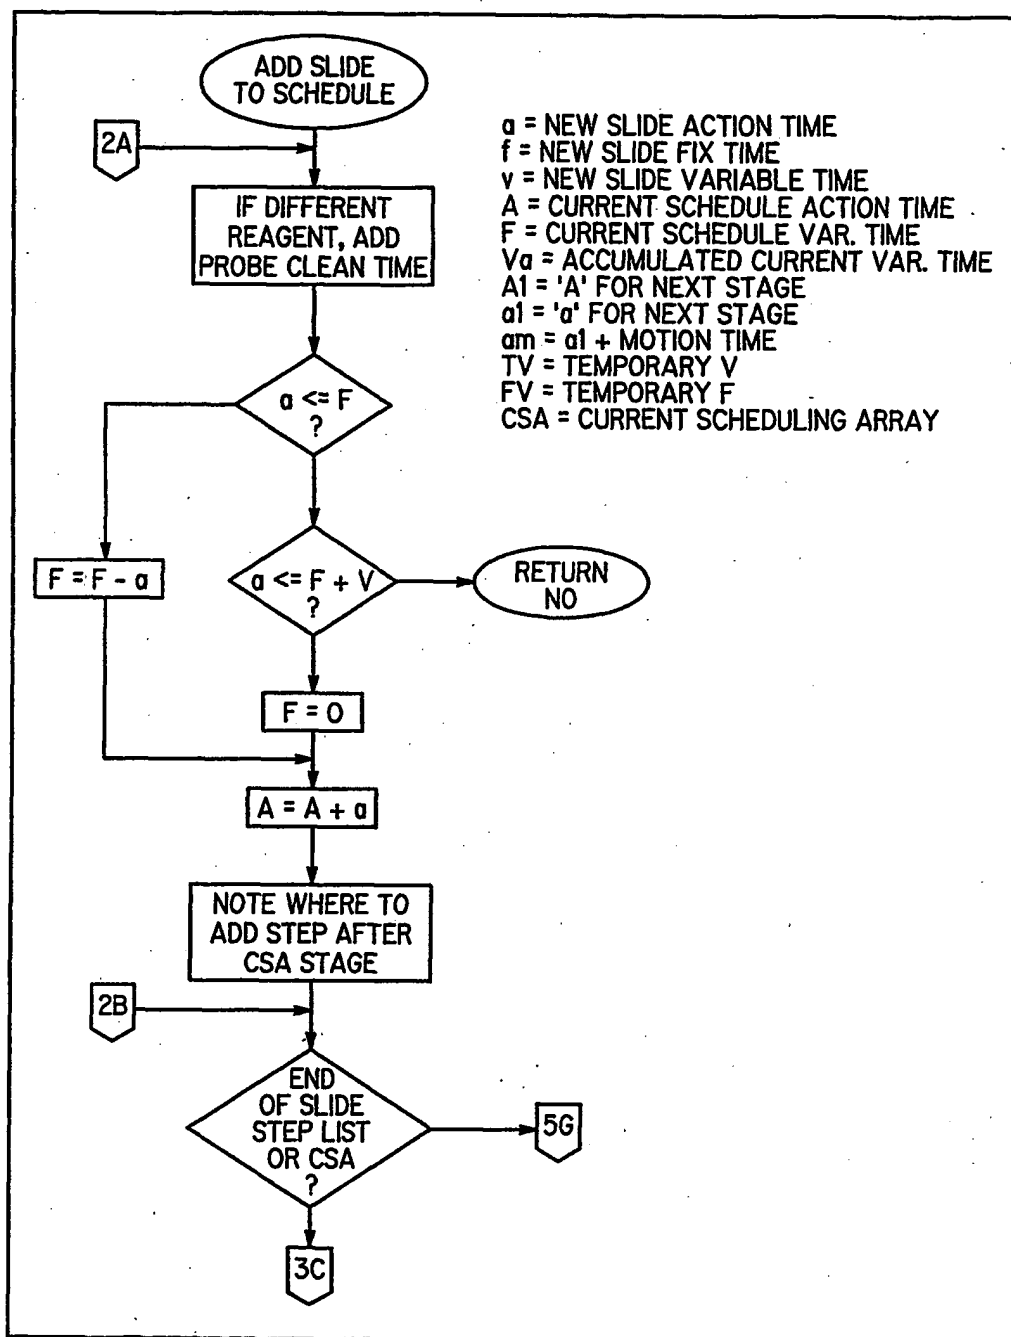 ADD SLIDE
TO SCHEDULE
2A
a = NEW SLIDE ACTION TIME
f = NEW SLIDE FIX TIME
v = NEW SLIDE VARIABLE TIME
A = CURRENT SCHEDULE ACTION TIME
F = CURRENT SCHEDULE VAR. TIME
Va = ACCUMULATED CURRENT VAR. TIME
A1 = 'A' FOR NEXT STAGE
a1 = 'a' FOR NEXT STAGE
am = a1 + MOTION TIME
TV = TEMPORARY V
FV = TEMPORARY F
CSA = CURRENT SCHEDULING ARRAY
IF DIFFERENT
REAGENT, ADD
PROBE CLEAN TIME
a <= F
?
F = F - a
a <= F + V
?
RETURN
NO
F = 0
A = A + a
NOTE WHERE TO
ADD STEP AFTER
CSA STAGE
2B
END
OF SLIDE
STEP LIST
OR CSA
?
5G
3C